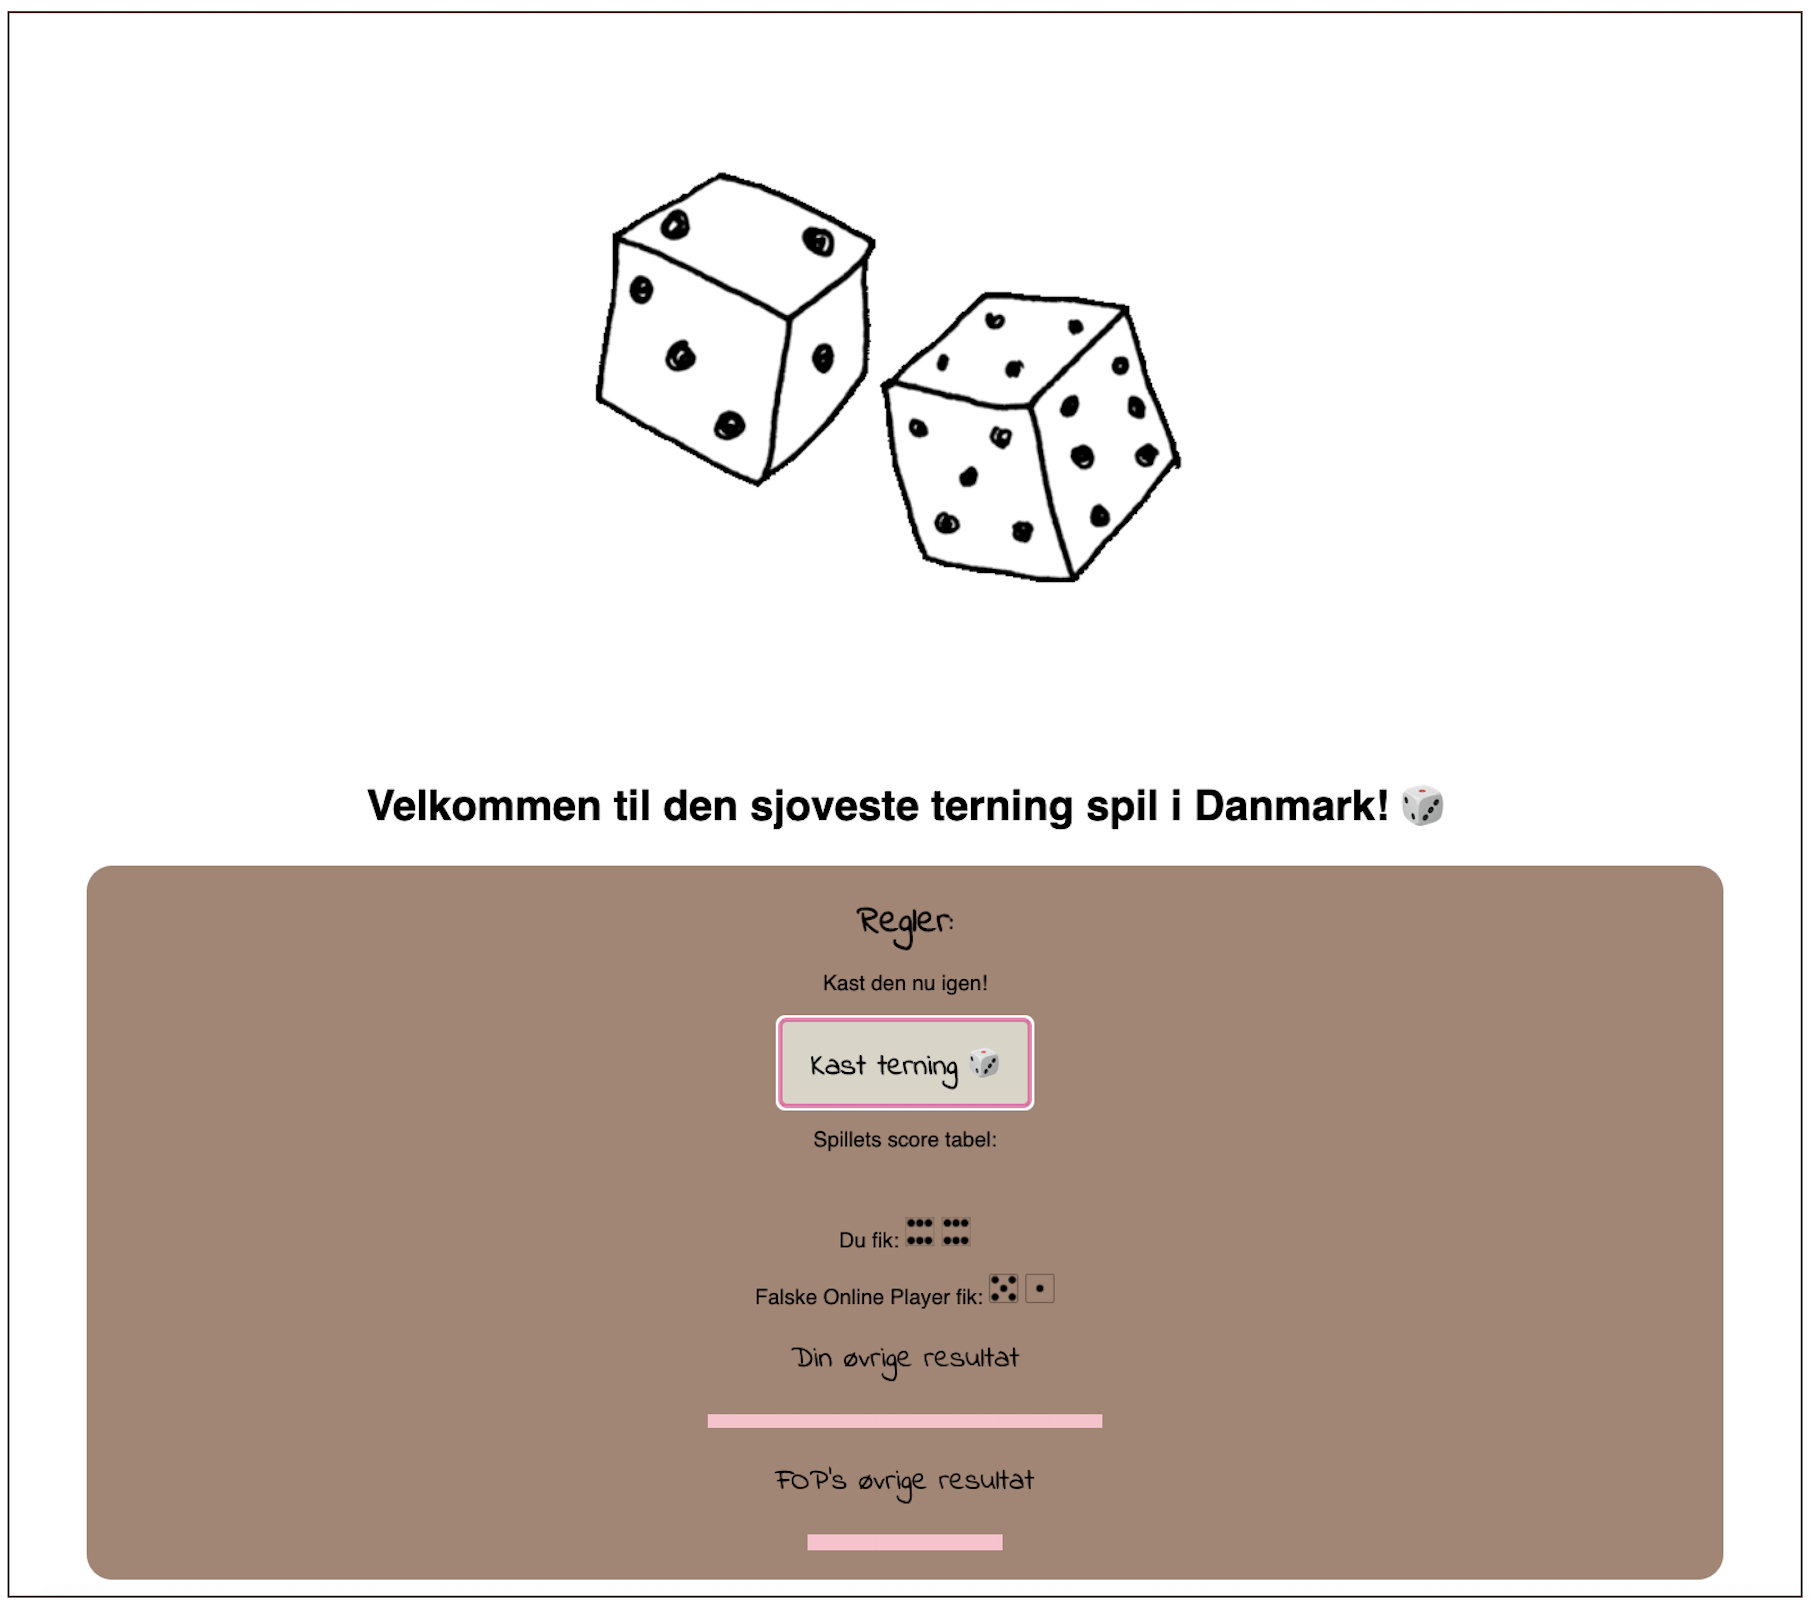 Velkommen til den sjoveste terning spil i Danmark! 🎲
Regler:
Kast den nu igen!
Kast terning 🎲
Spillets score tabel:
Du fik:
Falske Online Player fik:
Din øvrige resultat
FOP's øvrige resultat